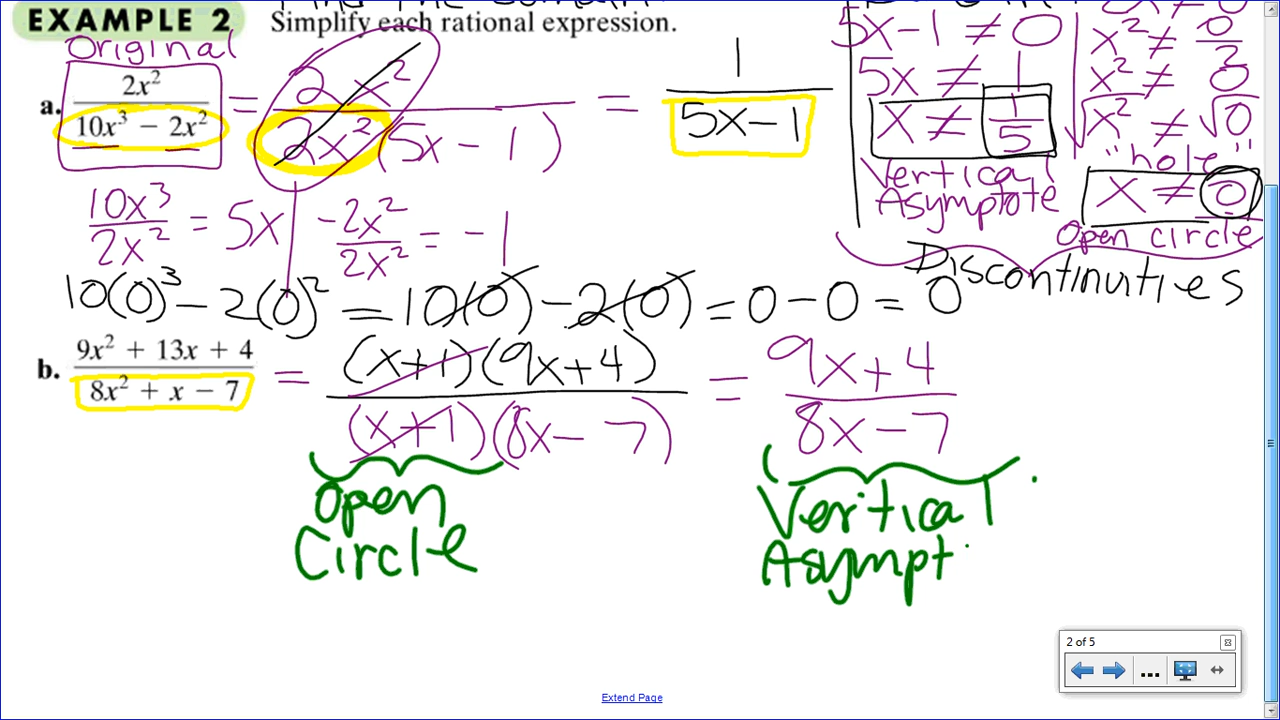 EXAMPLE 2 Simplify each rational expression.
Original
a. 2x² / (10x³ − 2x²) = 2x² / 2x²(5x − 1) = 1 / (5x−1)
5x−1 ≠ 0
5x ≠ 1
x ≠ 1/5
Vertical
Asymptote
x² ≠ 0/2
x² ≠ 0
√x² ≠ √0
"hole"
x ≠ 0
Open circle
Discontinuities
10x³ / 2x² = 5x | −2x² / 2x² = −1
10(0)³ − 2(0)² = 10(0) − 2(0) = 0 − 0 = 0
b. (9x² + 13x + 4) / (8x² + x − 7) = (x+1)(9x+4) / (x+1)(8x−7) = (9x+4) / (8x−7)
Open
Circle
Vertical
Asympt
2 of 5
Extend Page